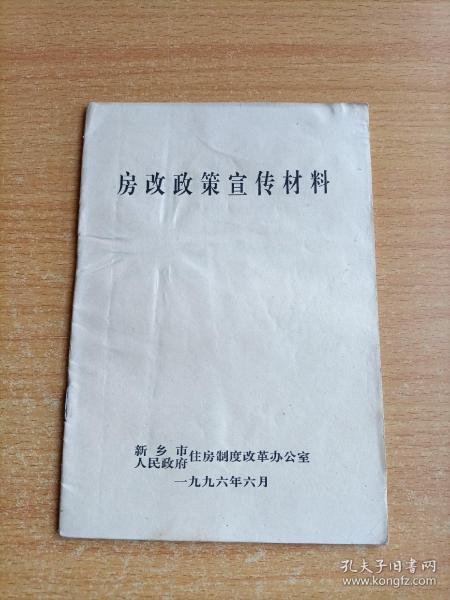 房改政策宣传材料
新乡市
人民政府住房制度改革办公室
一九九六年六月
孔夫子旧书网
www.kongfz.com